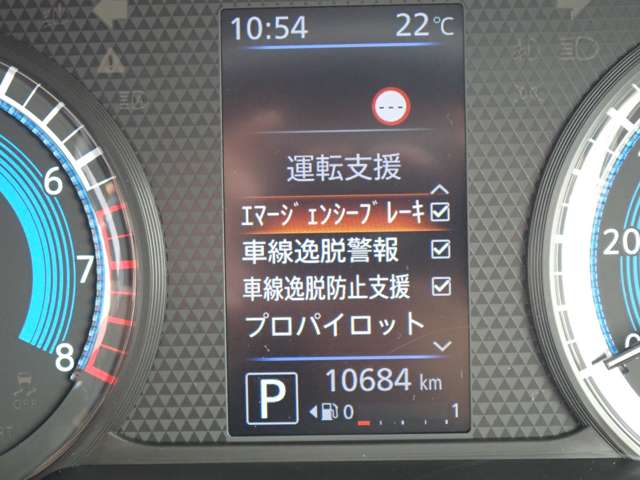 10:54 22℃
---
運転支援
ｴﾏｰｼﾞｪﾝｼｰﾌﾞﾚｰｷ
車線逸脱警報
車線逸脱防止支援
プロパイロット
P 10684 km
0 1
6
7
8
OFF
20